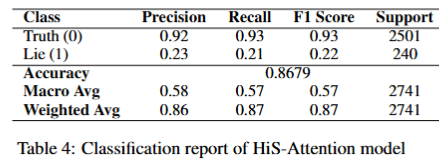 Class Precision Recall F1 Score Support
Truth (0) 0.92 0.93 0.93 2501
Lie (1) 0.23 0.21 0.22 240
Accuracy 0.8679
Macro Avg 0.58 0.57 0.57 2741
Weighted Avg 0.86 0.87 0.87 2741
Table 4: Classification report of HiS-Attention model